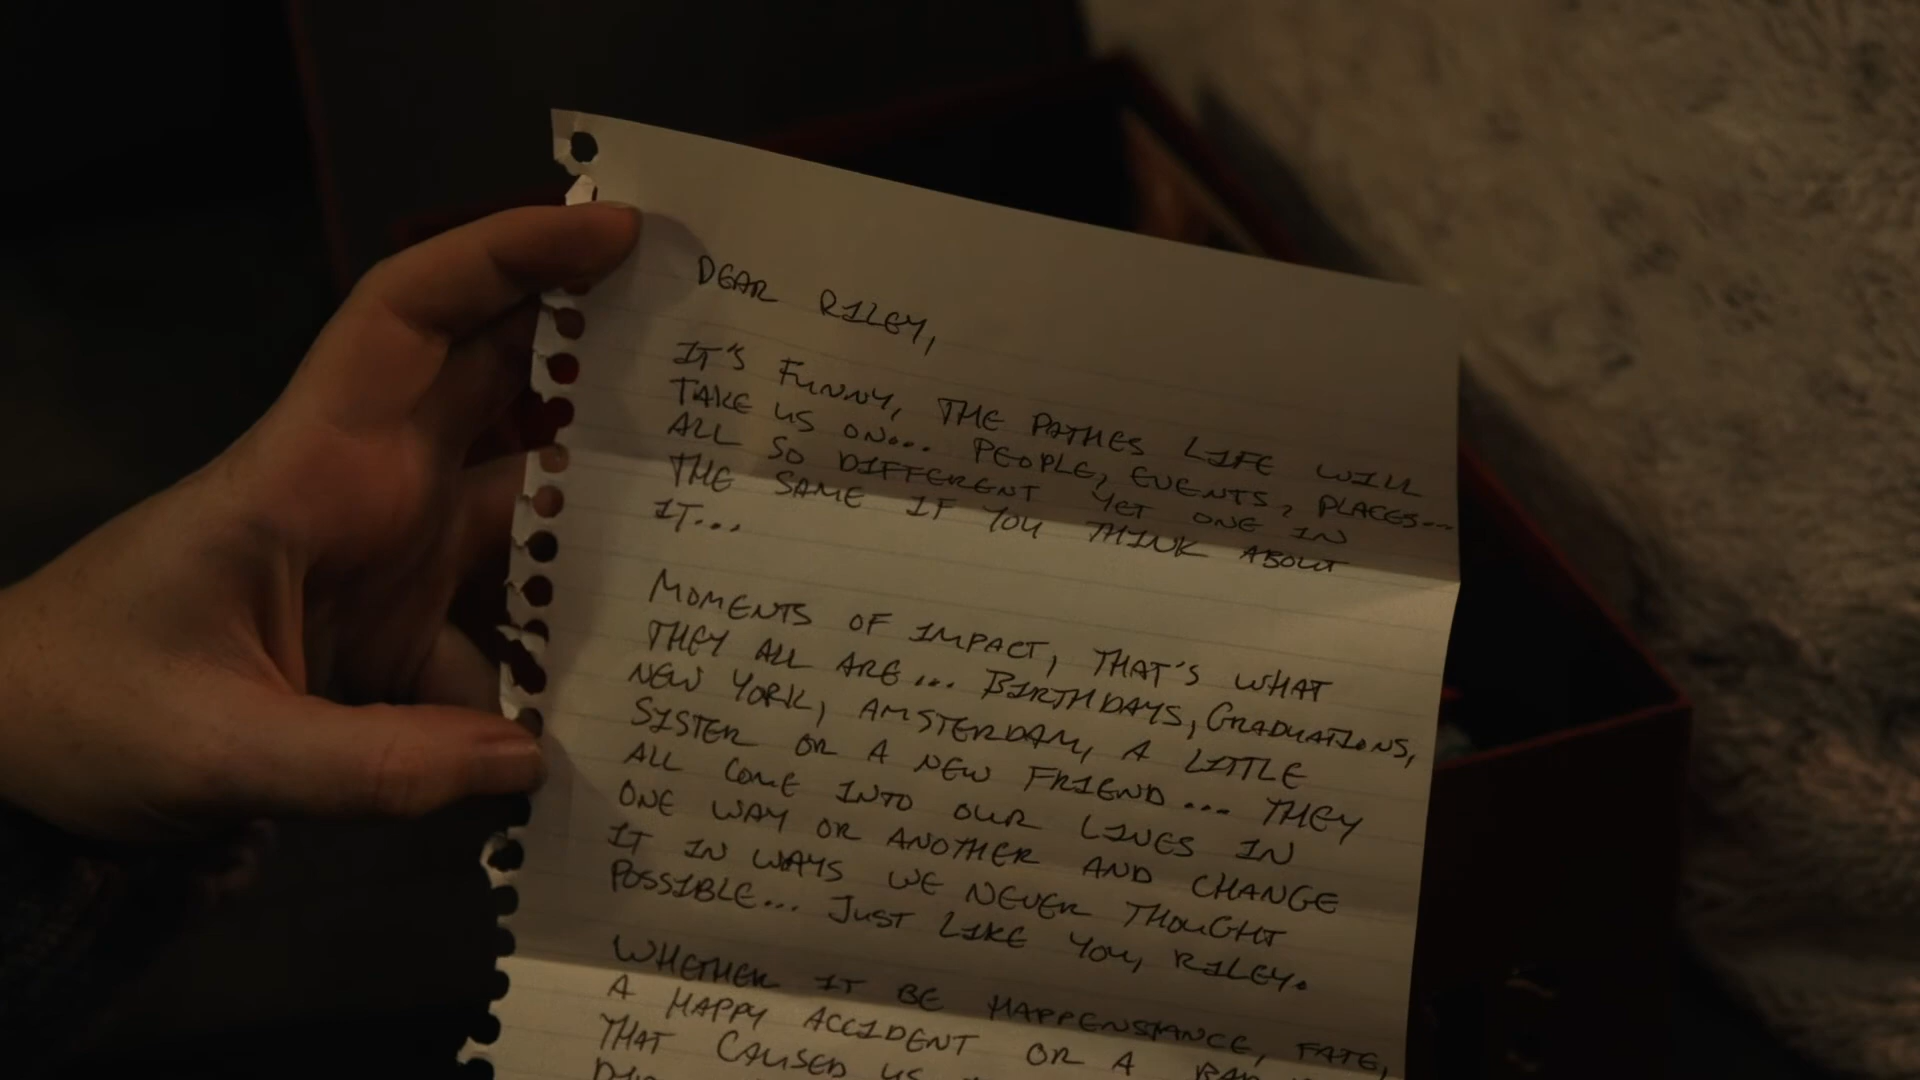 DEAR RILEY,
IT'S FUNNY, THE PATHES LIFE WILL
TAKE US ON... PEOPLE, EVENTS, PLACES...
ALL SO DIFFERENT YET ONE IN
THE SAME IF YOU THINK ABOUT
IT...
MOMENTS OF IMPACT, THAT'S WHAT
THEY ALL ARE... BIRTHDAYS, GRADUATIONS,
NEW YORK, AMSTERDAM, A LITTLE
SISTER OR A NEW FRIEND... THEY
ALL COME INTO OUR LIVES IN
ONE WAY OR ANOTHER AND CHANGE
IT IN WAYS WE NEVER THOUGHT
POSSIBLE... JUST LIKE YOU, RILEY.
WHETHER IT BE HAPPENSTANCE, FATE,
A HAPPY ACCIDENT OR A
THAT CAUSED US